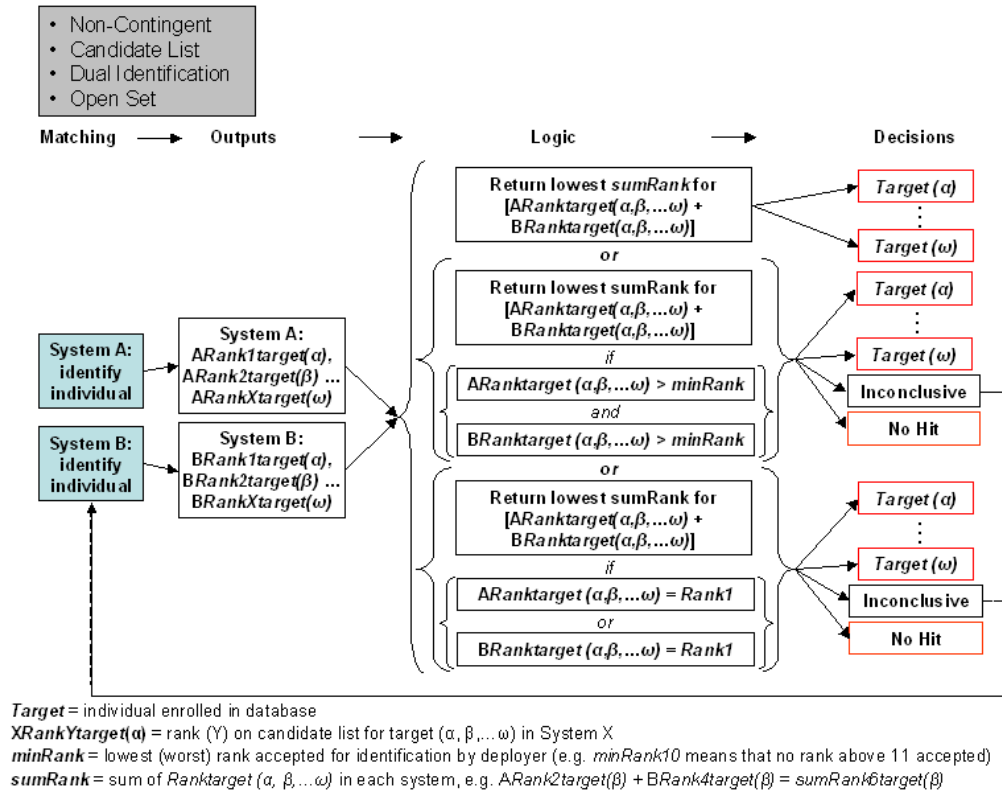 • Non-Contingent
• Candidate List
• Dual Identification
• Open Set
Matching
Outputs
Logic
Decisions
System A:
identify
individual
System B:
identify
individual
System A:
ARank1target(α),
ARank2target(β) ...
ARankXtarget(ω)
System B:
BRank1target(α),
BRank2target(β) ...
BRankXtarget(ω)
Return lowest sumRank for
[ARanktarget(α,β,...ω) +
BRanktarget(α,β,...ω)]
or
Return lowest sumRank for
[ARanktarget(α,β,...ω) +
BRanktarget(α,β,...ω)]
if
ARanktarget (α,β,...ω) > minRank
and
BRanktarget (α,β,...ω) > minRank
or
Return lowest sumRank for
[ARanktarget(α,β,...ω) +
BRanktarget(α,β,...ω)]
if
ARanktarget (α,β,...ω) = Rank1
or
BRanktarget (α,β,...ω) = Rank1
Target (α)
⋮
Target (ω)
Target (α)
⋮
Target (ω)
Inconclusive
No Hit
Target (α)
⋮
Target (ω)
Inconclusive
No Hit
Target = individual enrolled in database
XRankYtarget(α) = rank (Y) on candidate list for target (α, β,... ω) in System X
minRank = lowest (worst) rank accepted for identification by deployer (e.g. minRank10 means that no rank above 11 accepted)
sumRank = sum of Ranktarget (α, β,...ω) in each system, e.g. ARank2target(β) + BRank4target(β) = sumRank6target(β)